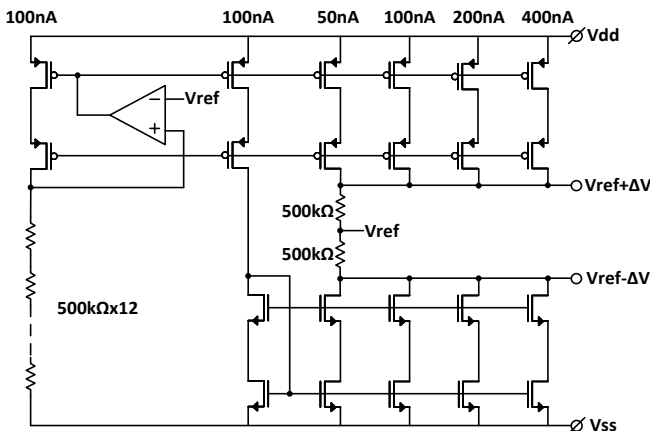 100nA 100nA 50nA 100nA 200nA 400nA
Vdd
Vref
Vref+ΔV
500kΩ
Vref
500kΩ
Vref-ΔV
500kΩx12
Vss